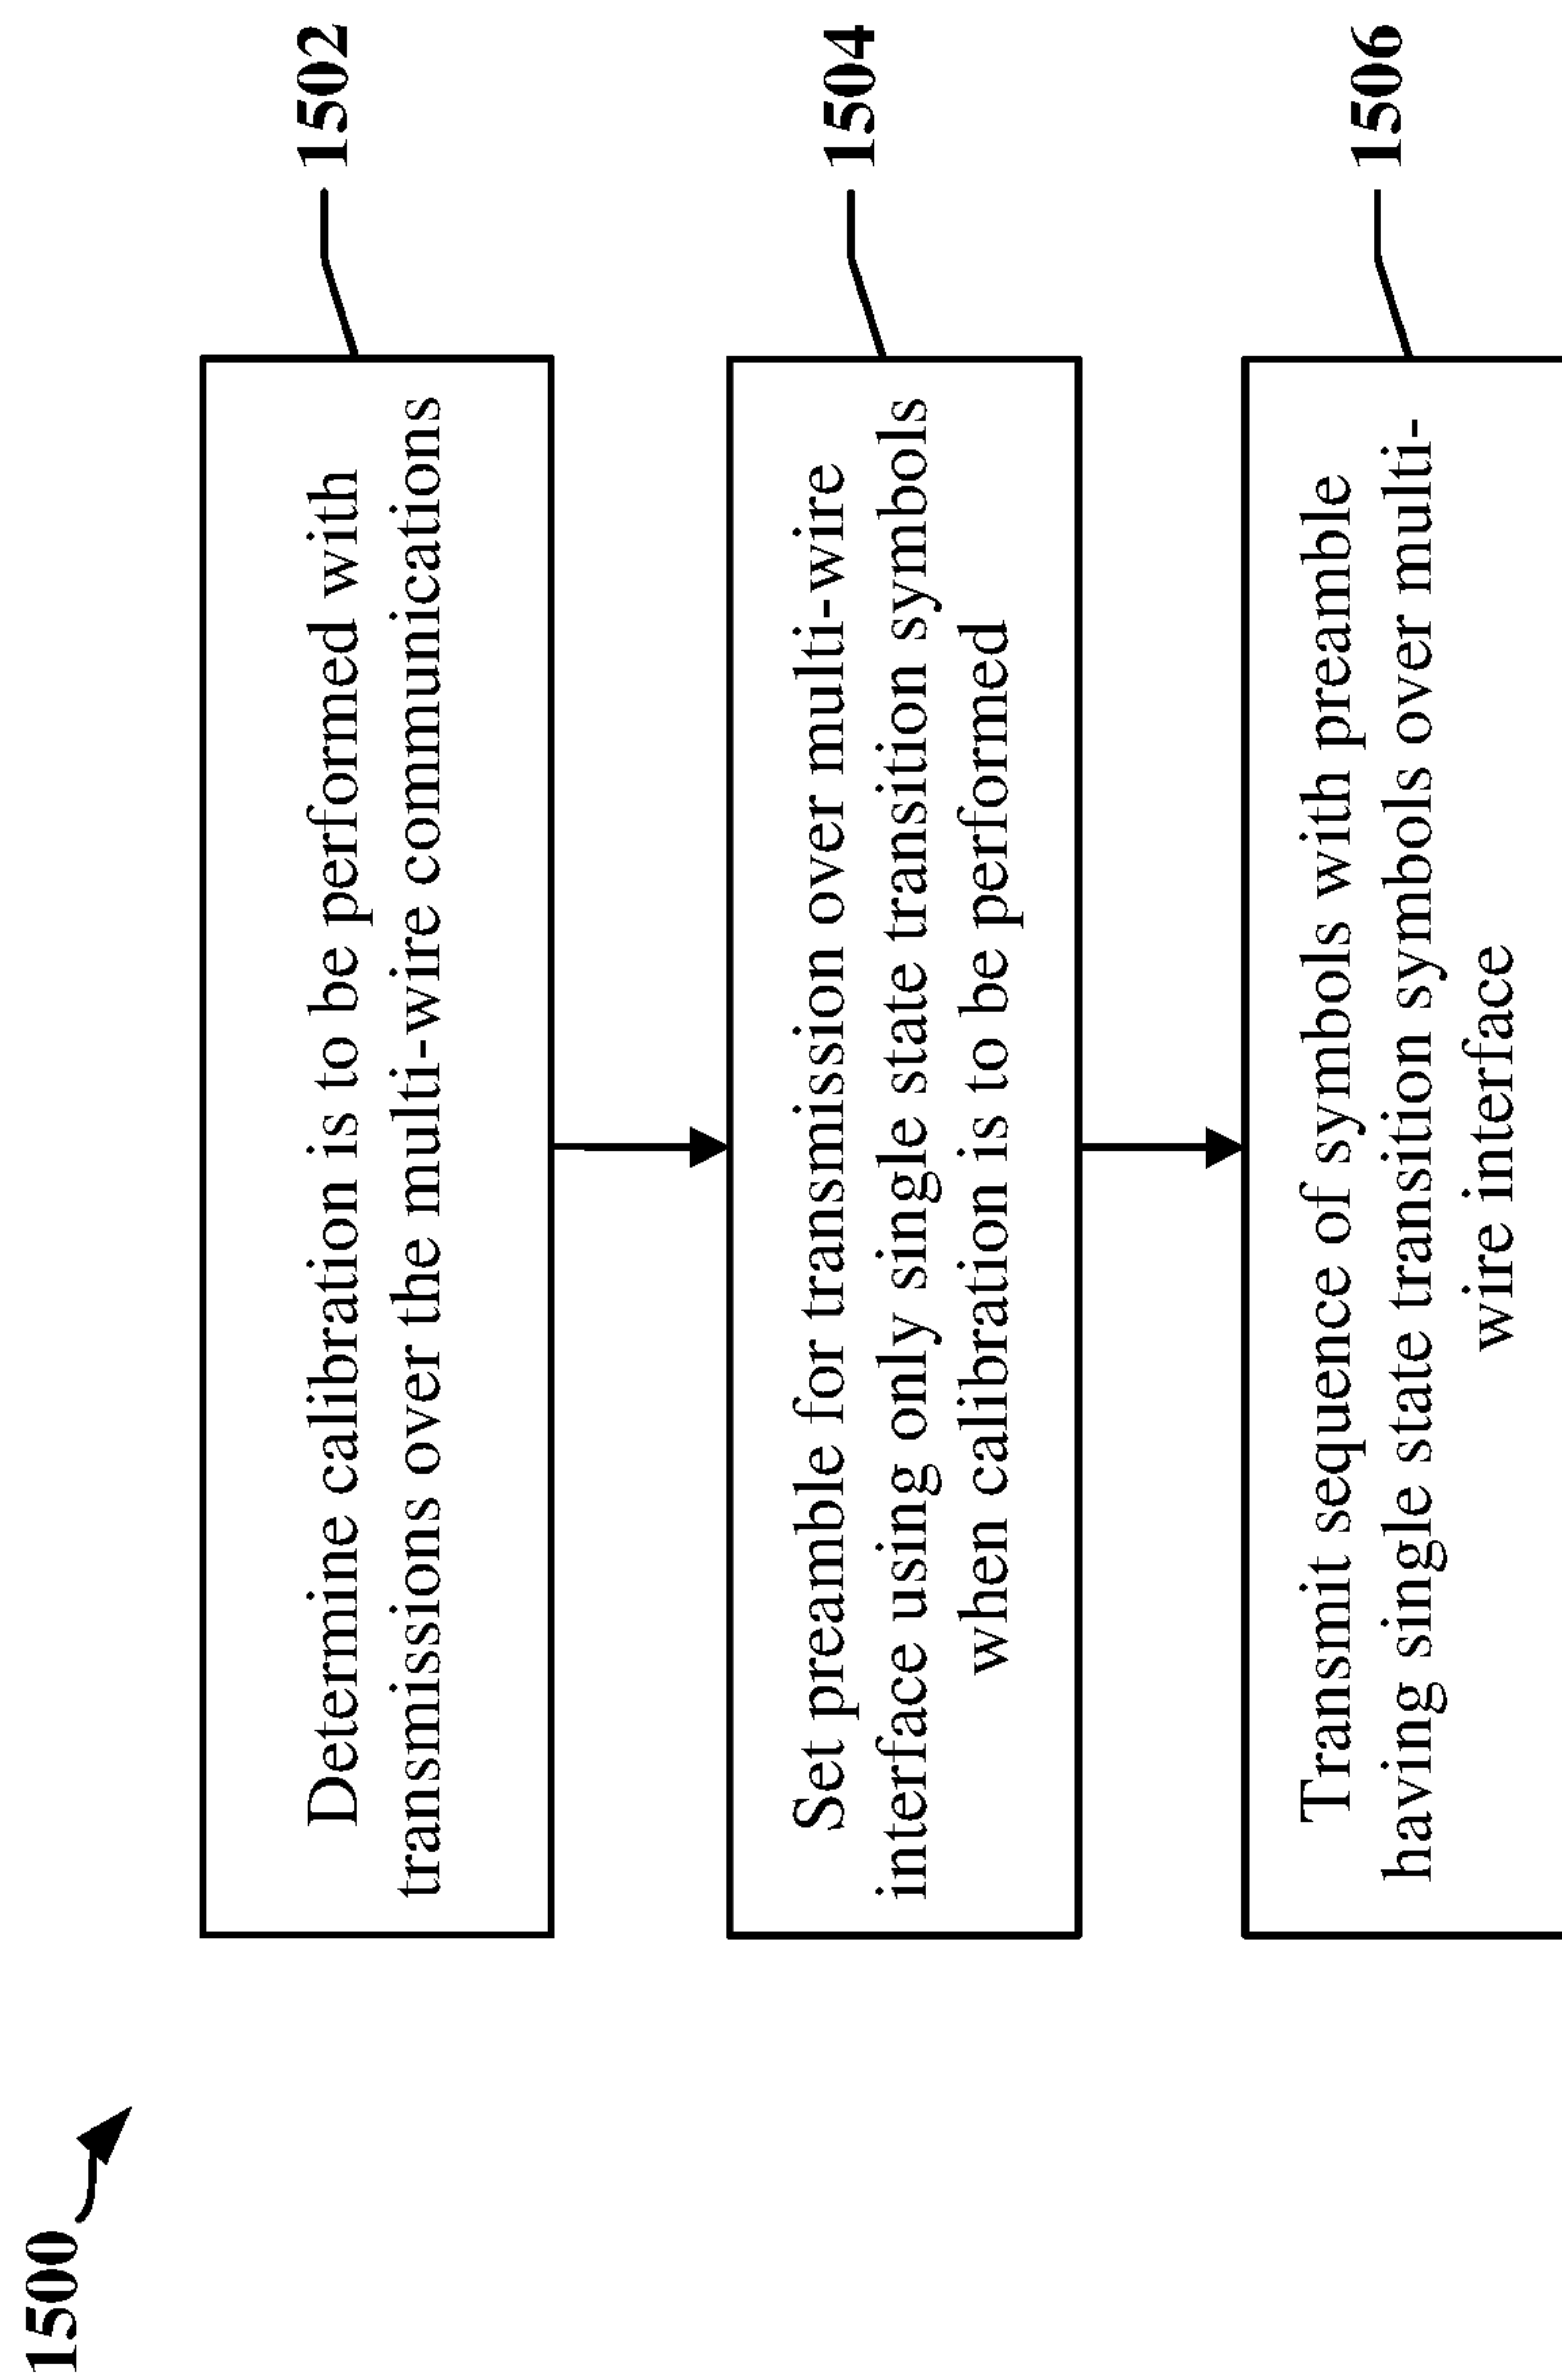 1500
Determine calibration is to be performed with
transmissions over the multi-wire communications
1502
Set preamble for transmission over multi-wire
interface using only single state transition symbols
when calibration is to be performed
1504
Transmit sequence of symbols with preamble
having single state transition symbols over multi-
wire interface
1506